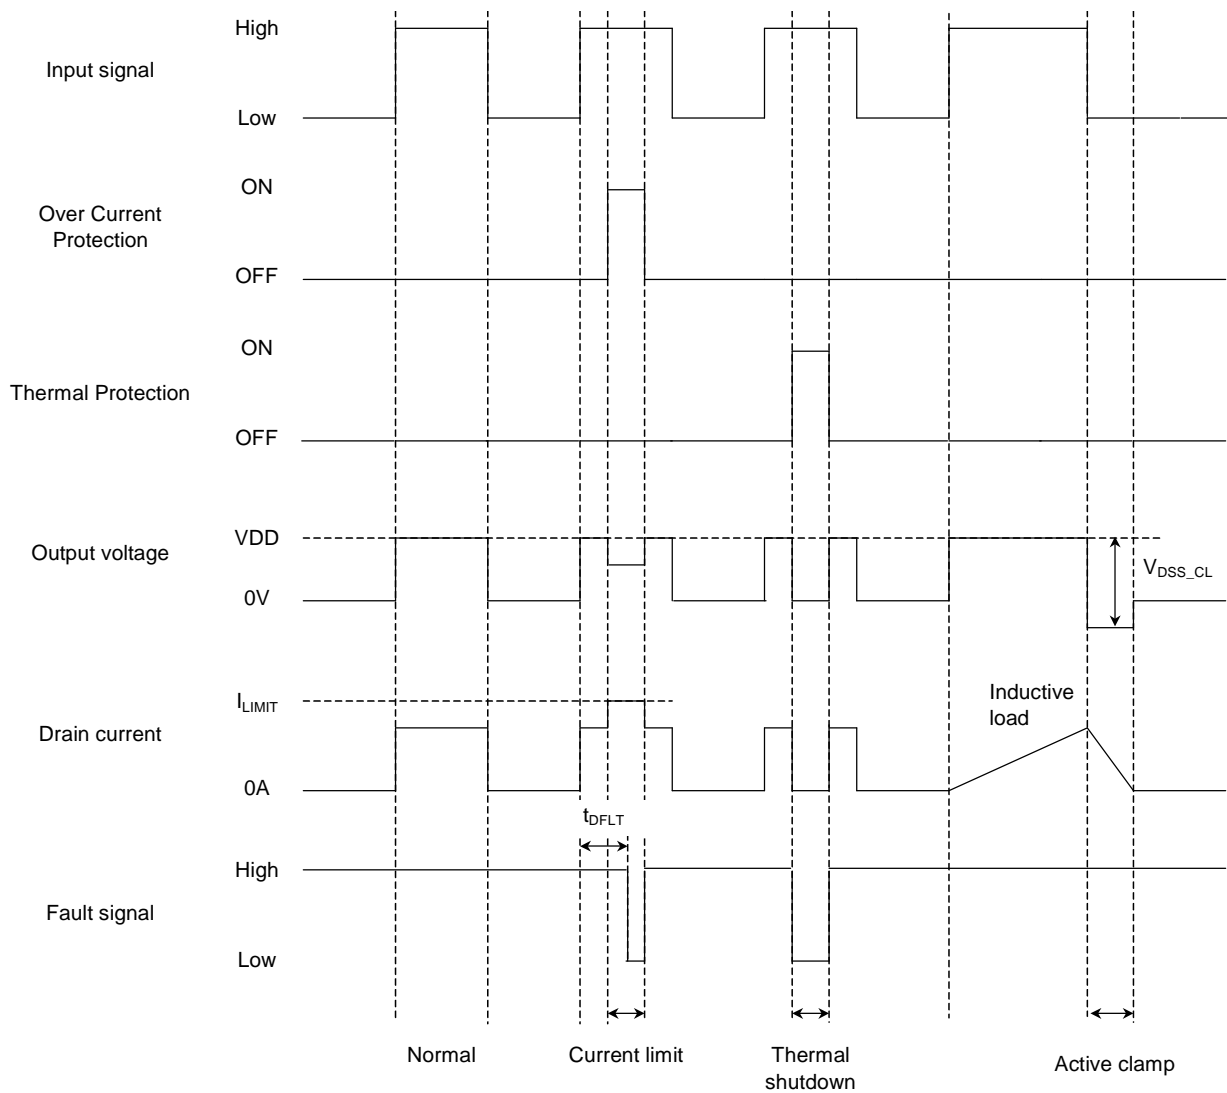 High
Input signal
Low
ON
Over Current
Protection
OFF
ON
Thermal Protection
OFF
VDD
Output voltage
VDSS_CL
0V
ILIMIT
Inductive
load
Drain current
0A
tDFLT
High
Fault signal
Low
Normal
Current limit
Thermal
shutdown
Active clamp